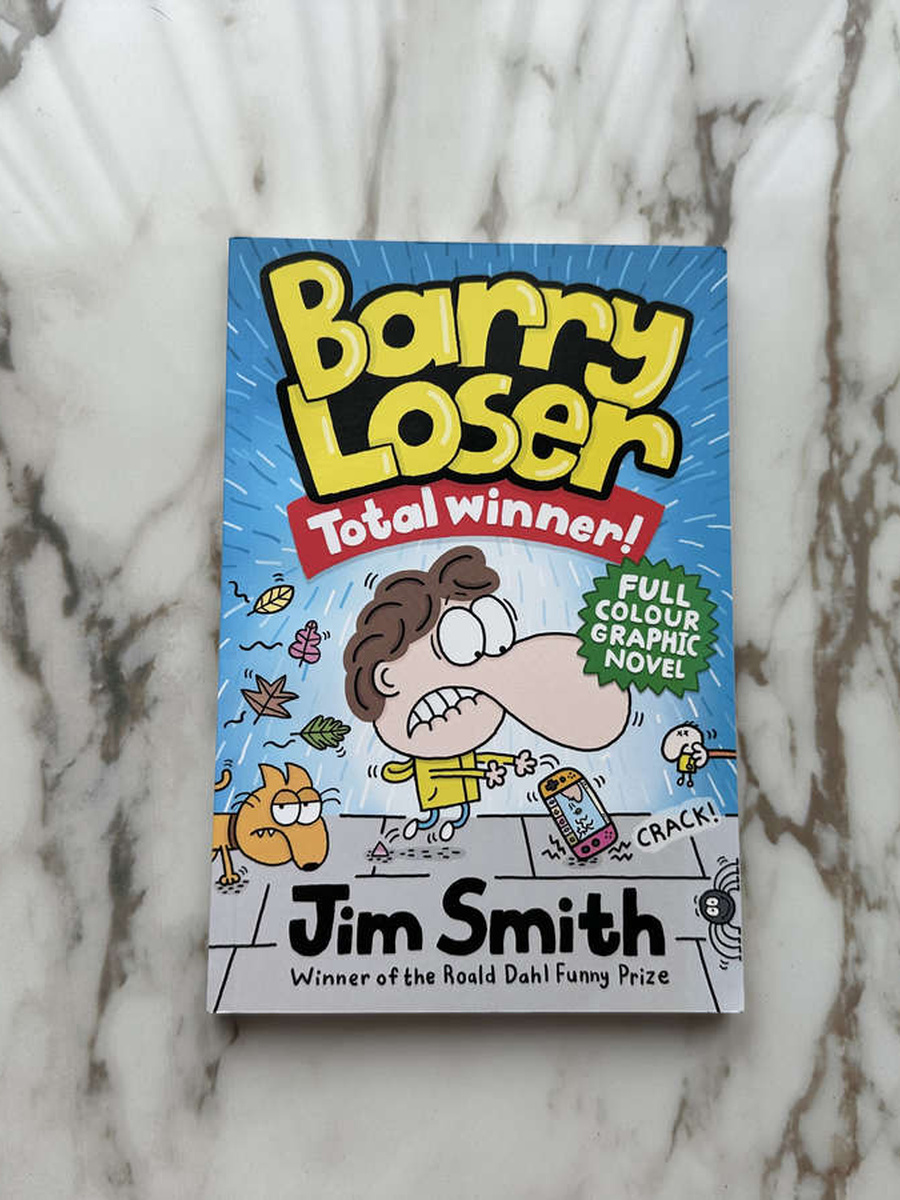 Barry
Loser
Total winner!
FULL
COLOUR
GRAPHIC
NOVEL
CRACK!
Jim Smith
Winner of the Roald Dahl Funny Prize